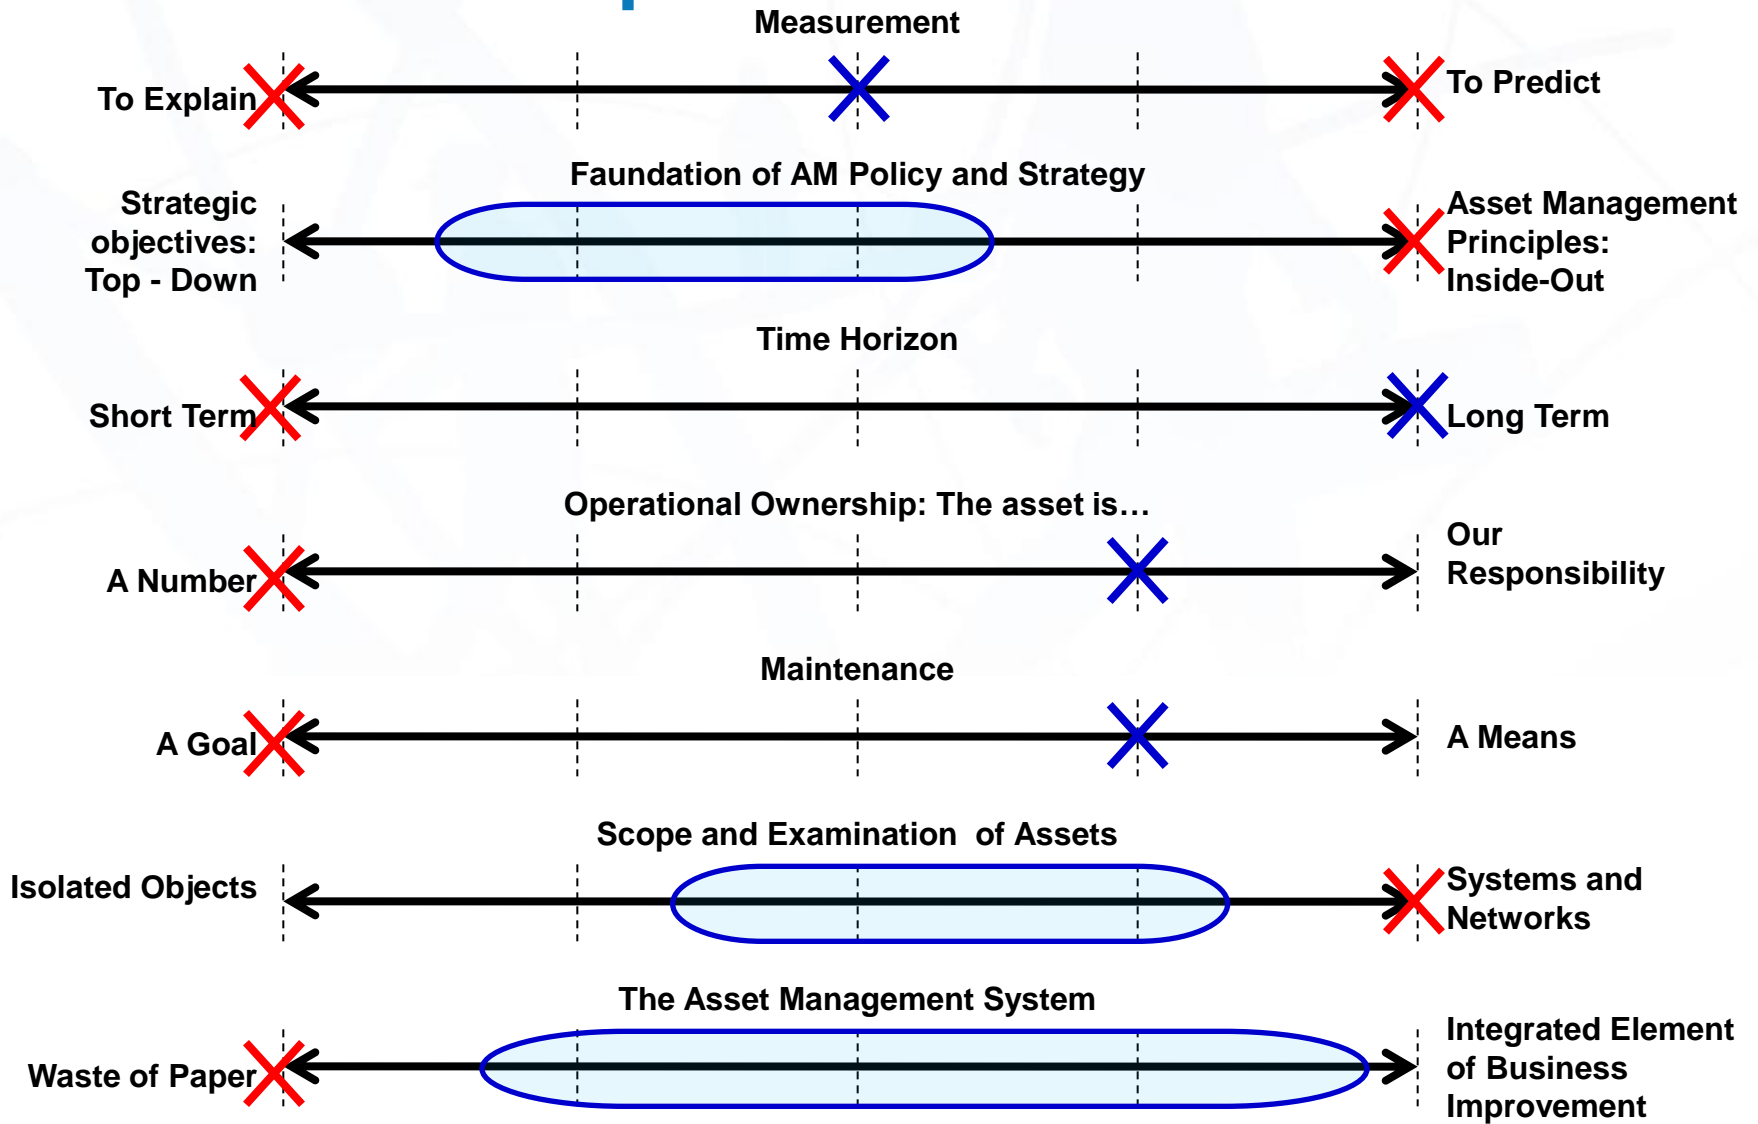 Measurement
To Explain
To Predict
Faundation of AM Policy and Strategy
Strategic
objectives:
Top - Down
Asset Management
Principles:
Inside-Out
Time Horizon
Short Term
Long Term
Operational Ownership: The asset is…
A Number
Our
Responsibility
Maintenance
A Goal
A Means
Scope and Examination  of Assets
Isolated Objects
Systems and
Networks
The Asset Management System
Waste of Paper
Integrated Element
of Business
Improvement